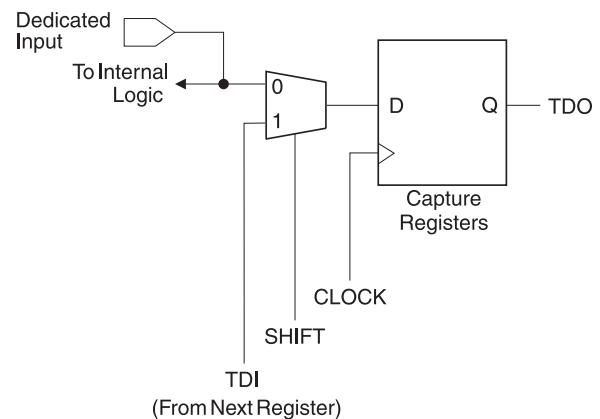 Dedicated
Input
To Internal
Logic
0
1
D
Q
TDO
Capture
Registers
CLOCK
SHIFT
TDI
(From Next Register)